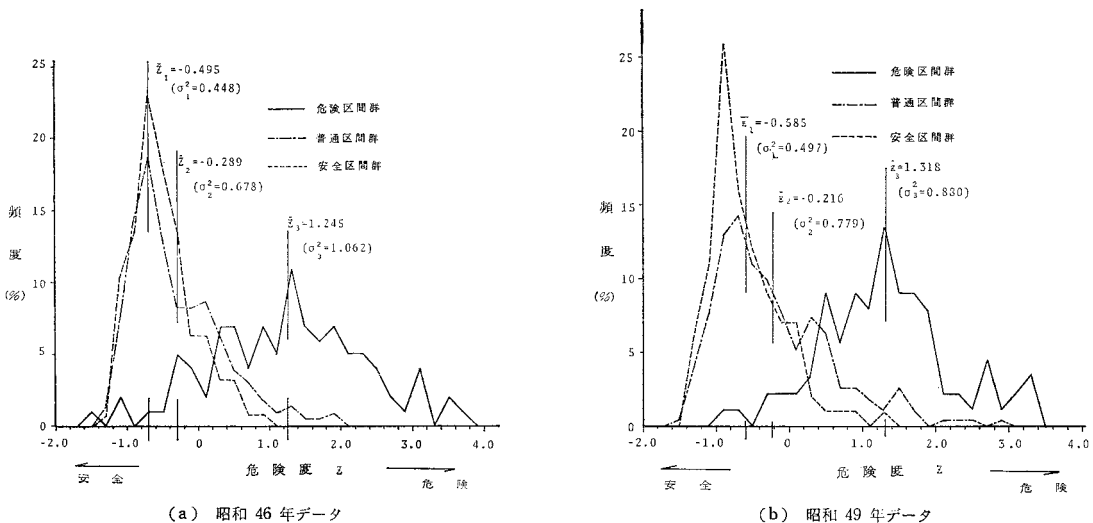 25
20
15
10
5
0
頻
度
(%)
z̄₁=-0.495
(σ₁²=0.448)
z̄₂=-0.289
(σ₂²=0.678)
z̄₃=1.245
(σ₃²=1.062)
危険区間群
普通区間群
安全区間群
-2.0 -1.0 0 1.0 2.0 3.0 4.0
安 全
危 険 度 z
危 険
(a) 昭和 46 年データ
25
20
15
10
5
0
頻
度
(%)
危険区間群
普通区間群
安全区間群
z̄₁=-0.585
(σ₁²=0.497)
z̄₂=-0.216
(σ₂²=0.779)
z̄₃=1.318
(σ₃²=0.880)
-2.0 -1.0 0 1.0 2.0 3.0 4.0
安 全
危 険 度 z
危 険
(b) 昭和 49 年データ